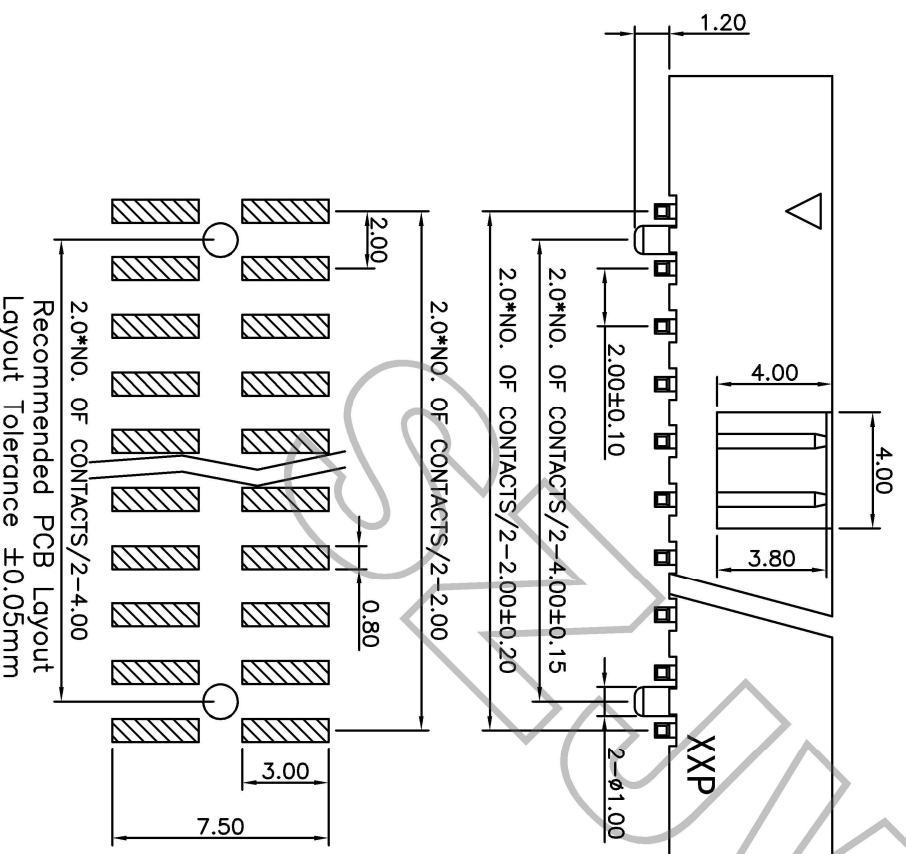 1.20
4.00
4.00
3.80
XXP
2.00±0.10
2.0*NO. OF CONTACTS/2-4.00±0.15
2.0*NO. OF CONTACTS/2-2.00±0.20
2-ø1.00
2.0*NO. OF CONTACTS/2-2.00
2.00
0.80
3.00
7.50
2.0*NO. OF CONTACTS/2-4.00
Recommended PCB Layout
Layout Tolerance ±0.05mm